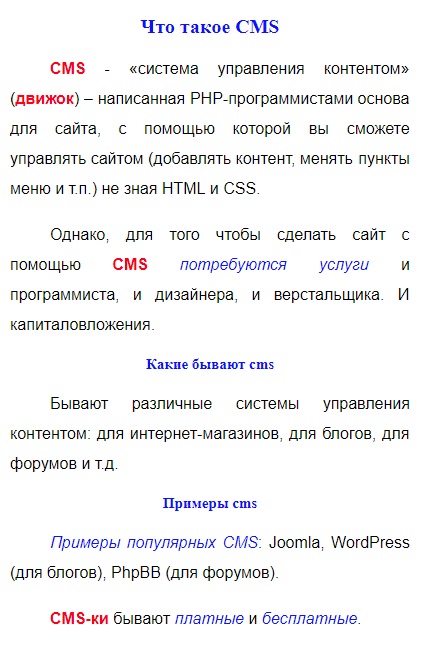 Что такое CMS
CMS - «система управления контентом»
(движок) – написанная PHP-программистами основа
для сайта, с помощью которой вы сможете
управлять сайтом (добавлять контент, менять пункты
меню и т.п.) не зная HTML и CSS.
Однако, для того чтобы сделать сайт с
помощью CMS потребуются услуги и
программиста, и дизайнера, и верстальщика. И
капиталовложения.
Какие бывают cms
Бывают различные системы управления
контентом: для интернет-магазинов, для блогов, для
форумов и т.д.
Примеры cms
Примеры популярных CMS: Joomla, WordPress
(для блогов), PhpBB (для форумов).
CMS-ки бывают платные и бесплатные.